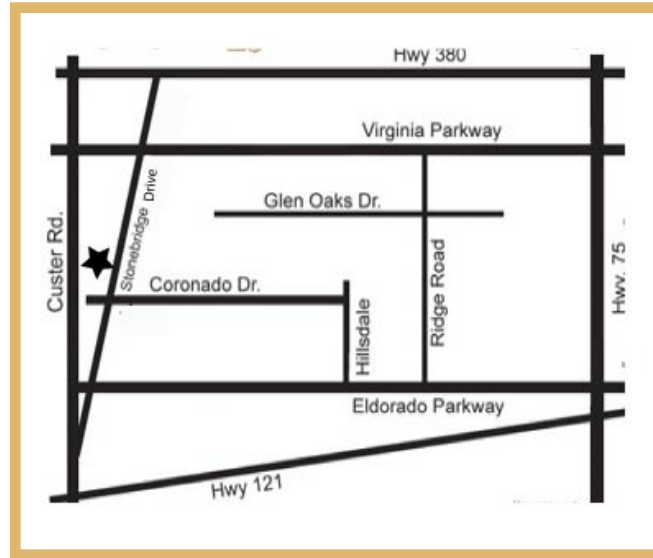 Hwy 380
Virginia Parkway
Stonebridge Drive
Glen Oaks Dr.
Custer Rd.
Coronado Dr.
Ridge Road
Hwy. 75
Hillsdale
Eldorado Parkway
Hwy 121